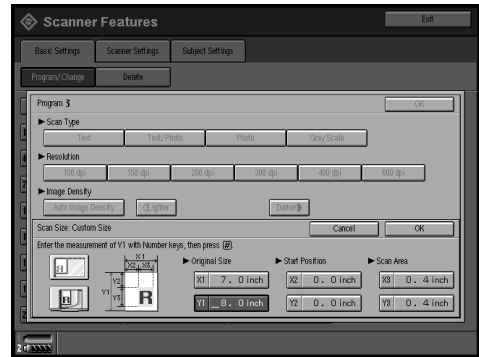 Scanner Features
Exit
Basic Settings Scanner Settings Subject Settings
Program/Change Delete
Program 3 OK
►Scan Type
Text Text/Photo Photo Gray Scale
►Resolution
100 dpi 150 dpi 200 dpi 300 dpi 400 dpi 600 dpi
►Image Density
Auto Image Density Lighter Darker
Scan Size: Custom Size Cancel OK
Enter the measurement of Y1 with Number keys, then press #.
►Original Size ►Start Position ►Scan Area
X1 7. 0 inch X2 0. 0 inch X3 0. 4 inch
Y1 _8. 0 inch Y2 0. 0 inch Y3 0. 4 inch
X1
X2 X3
Y2
Y1 Y3 R
R
R
2